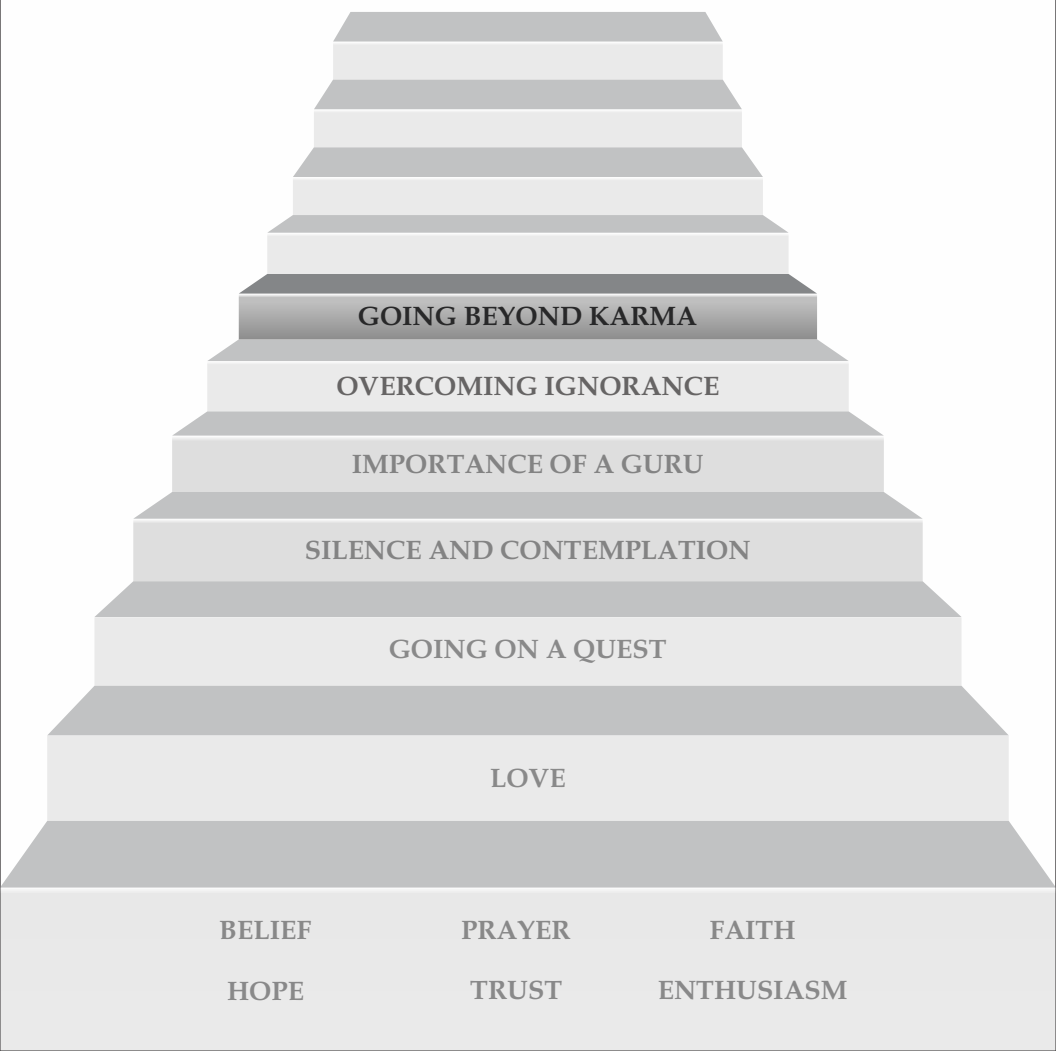 GOING BEYOND KARMA
OVERCOMING IGNORANCE
IMPORTANCE OF A GURU
SILENCE AND CONTEMPLATION
GOING ON A QUEST
LOVE
BELIEF PRAYER FAITH
HOPE TRUST ENTHUSIASM